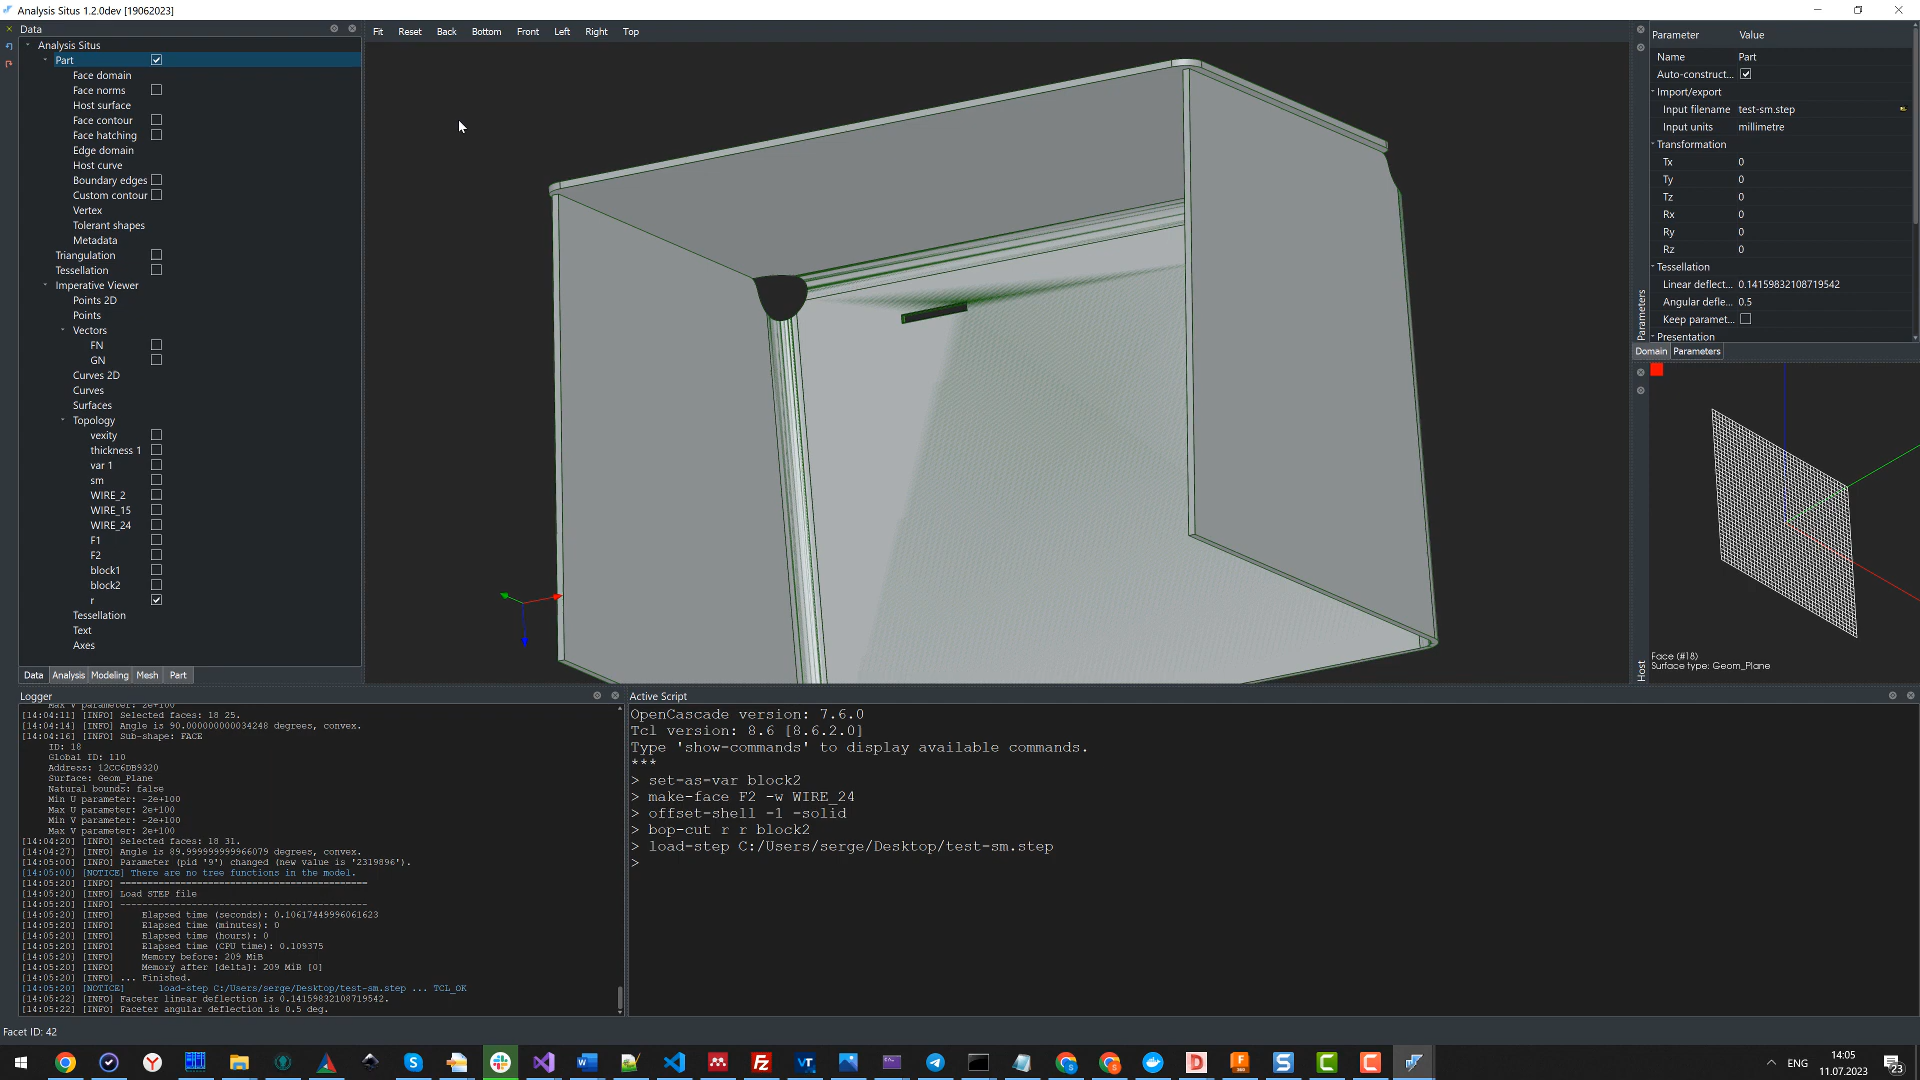 Analysis Situs 1.2.0dev [19062023]
Data
Analysis Situs
Part
Face domain
Face norms
Host surface
Face contour
Face hatching
Edge domain
Host curve
Boundary edges
Custom contour
Vertex
Tolerant shapes
Metadata
Triangulation
Tessellation
Imperative Viewer
Points 2D
Points
Vectors
FN
GN
Curves 2D
Curves
Surfaces
Topology
vexity
thickness 1
var 1
sm
WIRE_2
WIRE_15
WIRE_24
F1
F2
block1
block2
r
Tessellation
Text
Axes
Data Analysis Modeling Mesh Part
Fit Reset Back Bottom Front Left Right Top
Parameter Value
Name Part
Auto-construct...
Import/export
Input filename test-sm.step
Input units millimetre
Transformation
Tx 0
Ty 0
Tz 0
Rx 0
Ry 0
Rz 0
Tessellation
Linear deflect... 0.14159832108719542
Angular defle... 0.5
Keep paramet...
Presentation
Parameters
Domain Parameters
Face (#18)
Surface type: Geom_Plane
Host
Logger
Max V parameter: 2e+100
[14:04:11] [INFO] Selected faces: 18 25.
[14:04:14] [INFO] Angle is 90.000000000034248 degrees, convex.
[14:04:16] [INFO] Sub-shape: FACE
ID: 18
Global ID: 110
Address: 12CC6DB9320
Surface: Geom_Plane
Natural bounds: false
Min U parameter: -2e+100
Max U parameter: 2e+100
Min V parameter: -2e+100
Max V parameter: 2e+100
[14:04:20] [INFO] Selected faces: 18 31.
[14:04:27] [INFO] Angle is 89.999999999966079 degrees, convex.
[14:05:00] [INFO] Parameter (pid '9') changed (new value is '2319896').
[14:05:00] [NOTICE] There are no tree functions in the model.
[14:05:20] [INFO] ---------------------------------------------
[14:05:20] [INFO] Load STEP file
[14:05:20] [INFO] ---------------------------------------------
[14:05:20] [INFO] Elapsed time (seconds): 0.10617449996061623
[14:05:20] [INFO] Elapsed time (minutes): 0
[14:05:20] [INFO] Elapsed time (hours): 0
[14:05:20] [INFO] Elapsed time (CPU time): 0.109375
[14:05:20] [INFO] Memory before: 209 MiB
[14:05:20] [INFO] Memory after [delta]: 209 MiB [0]
[14:05:20] [INFO] ... Finished.
[14:05:20] [NOTICE] load-step C:/Users/serge/Desktop/test-sm.step ... TCL_OK
[14:05:22] [INFO] Faceter linear deflection is 0.14159832108719542.
[14:05:22] [INFO] Faceter angular deflection is 0.5 deg.
Active Script
OpenCascade version: 7.6.0
Tcl version: 8.6 [8.6.2.0]
Type 'show-commands' to display available commands.
***
> set-as-var block2
> make-face F2 -w WIRE_24
> offset-shell -1 -solid
> bop-cut r r block2
> load-step C:/Users/serge/Desktop/test-sm.step
>
Facet ID: 42
ENG
14:05
11.07.2023
23